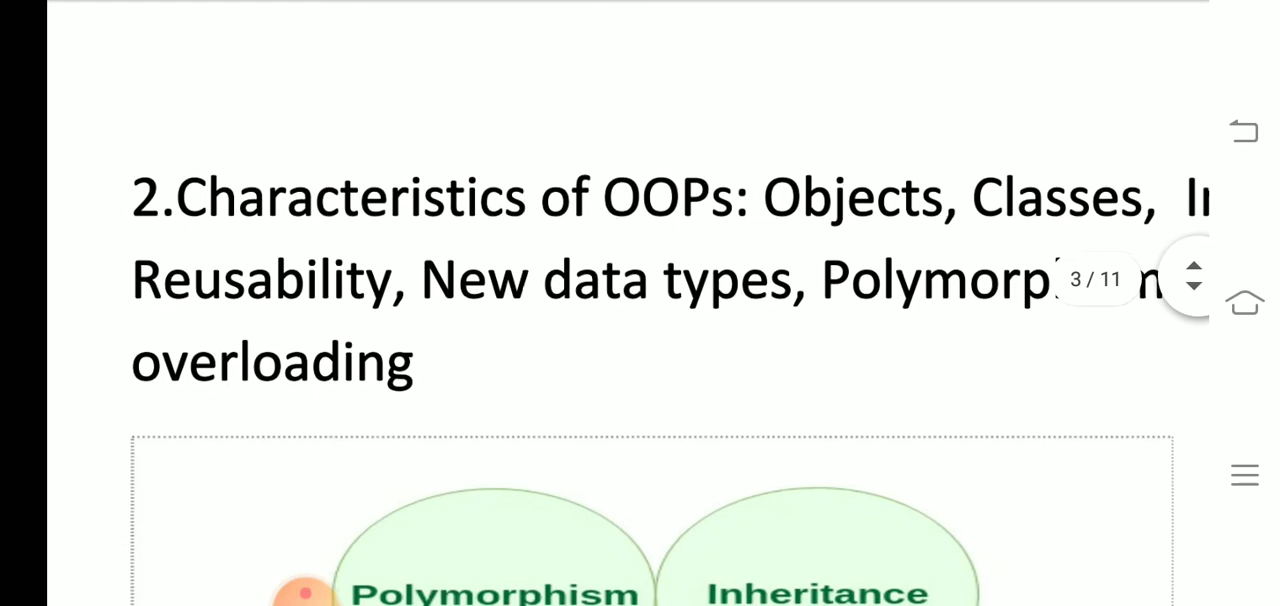 2.Characteristics of OOPs: Objects, Classes,
Reusability, New data types,
3 / 11
overloading
Polymorphism
Inheritance